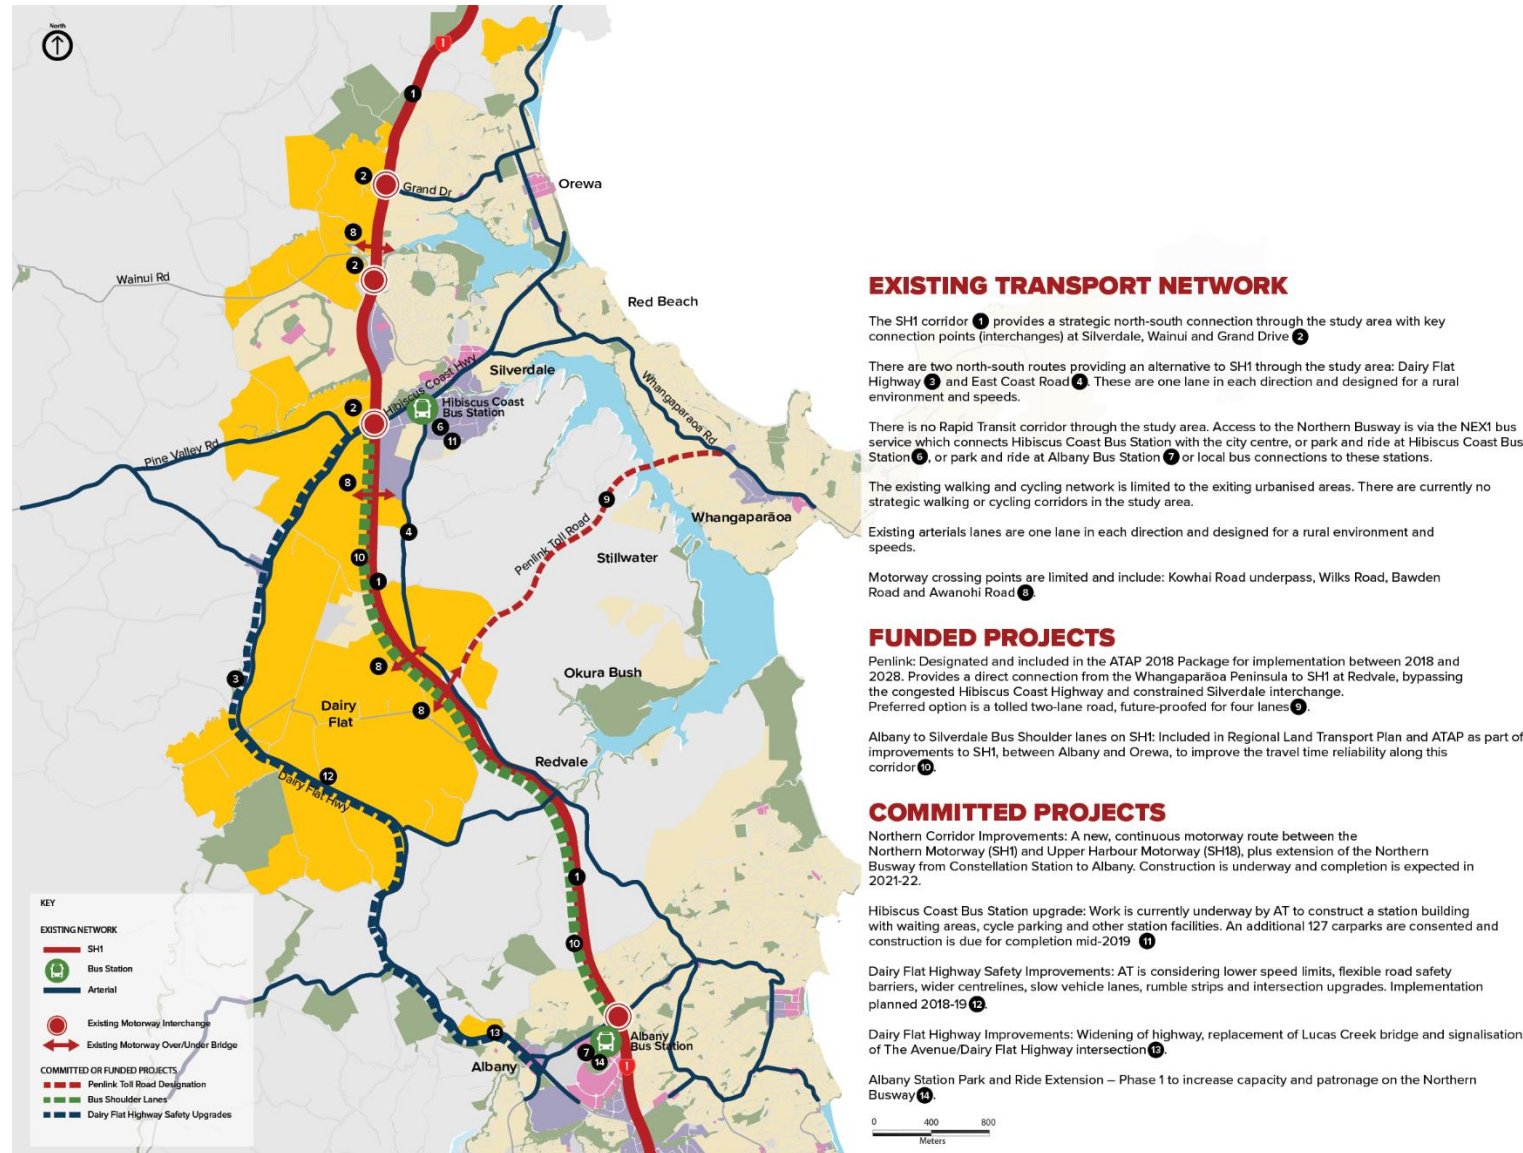 North
1
1
2
Grand Dr
Orewa
8
2
Wainui Rd
Red Beach
Silverdale
Hibiscus Coast Hwy
2
Hibiscus Coast
Bus Station
6
11
Whangaparaoa Rd
Pine Valley Rd
8
9
Whangaparāoa
4
Penlink Toll Road
10
Stillwater
1
8
Okura Bush
3
Dairy
Flat
8
Redvale
12
Dairy Flat Hwy
1
10
13
Albany
Bus Station
7
14
Albany
1
KEY
EXISTING NETWORK
SH1
Bus Station
Arterial
Existing Motorway Interchange
Existing Motorway Over/Under Bridge
COMMITTED OR FUNDED PROJECTS
Penlink Toll Road Designation
Bus Shoulder Lanes
Dairy Flat Highway Safety Upgrades
EXISTING TRANSPORT NETWORK
The SH1 corridor 1 provides a strategic north-south connection through the study area with key
connection points (interchanges) at Silverdale, Wainui and Grand Drive 2
There are two north-south routes providing an alternative to SH1 through the study area: Dairy Flat
Highway 3 and East Coast Road 4. These are one lane in each direction and designed for a rural
environment and speeds.
There is no Rapid Transit corridor through the study area. Access to the Northern Busway is via the NEX1 bus
service which connects Hibiscus Coast Bus Station with the city centre, or park and ride at Hibiscus Coast Bus
Station 6, or park and ride at Albany Bus Station 7 or local bus connections to these stations.
The existing walking and cycling network is limited to the exiting urbanised areas. There are currently no
strategic walking or cycling corridors in the study area.
Existing arterials lanes are one lane in each direction and designed for a rural environment and
speeds.
Motorway crossing points are limited and include: Kowhai Road underpass, Wilks Road, Bawden
Road and Awanohi Road 8.
FUNDED PROJECTS
Penlink: Designated and included in the ATAP 2018 Package for implementation between 2018 and
2028. Provides a direct connection from the Whangaparāoa Peninsula to SH1 at Redvale, bypassing
the congested Hibiscus Coast Highway and constrained Silverdale interchange.
Preferred option is a tolled two-lane road, future-proofed for four lanes 9.
Albany to Silverdale Bus Shoulder lanes on SH1: Included in Regional Land Transport Plan and ATAP as part of
improvements to SH1, between Albany and Orewa, to improve the travel time reliability along this
corridor 10.
COMMITTED PROJECTS
Northern Corridor Improvements: A new, continuous motorway route between the
Northern Motorway (SH1) and Upper Harbour Motorway (SH18), plus extension of the Northern
Busway from Constellation Station to Albany. Construction is underway and completion is expected in
2021-22.
Hibiscus Coast Bus Station upgrade: Work is currently underway by AT to construct a station building
with waiting areas, cycle parking and other station facilities. An additional 127 carparks are consented and
construction is due for completion mid-2019 11
Dairy Flat Highway Safety Improvements: AT is considering lower speed limits, flexible road safety
barriers, wider centrelines, slow vehicle lanes, rumble strips and intersection upgrades. Implementation
planned 2018-19 12.
Dairy Flat Highway Improvements: Widening of highway, replacement of Lucas Creek bridge and signalisation
of The Avenue/Dairy Flat Highway intersection 13.
Albany Station Park and Ride Extension – Phase 1 to increase capacity and patronage on the Northern
Busway 14.
0 400 800
Meters